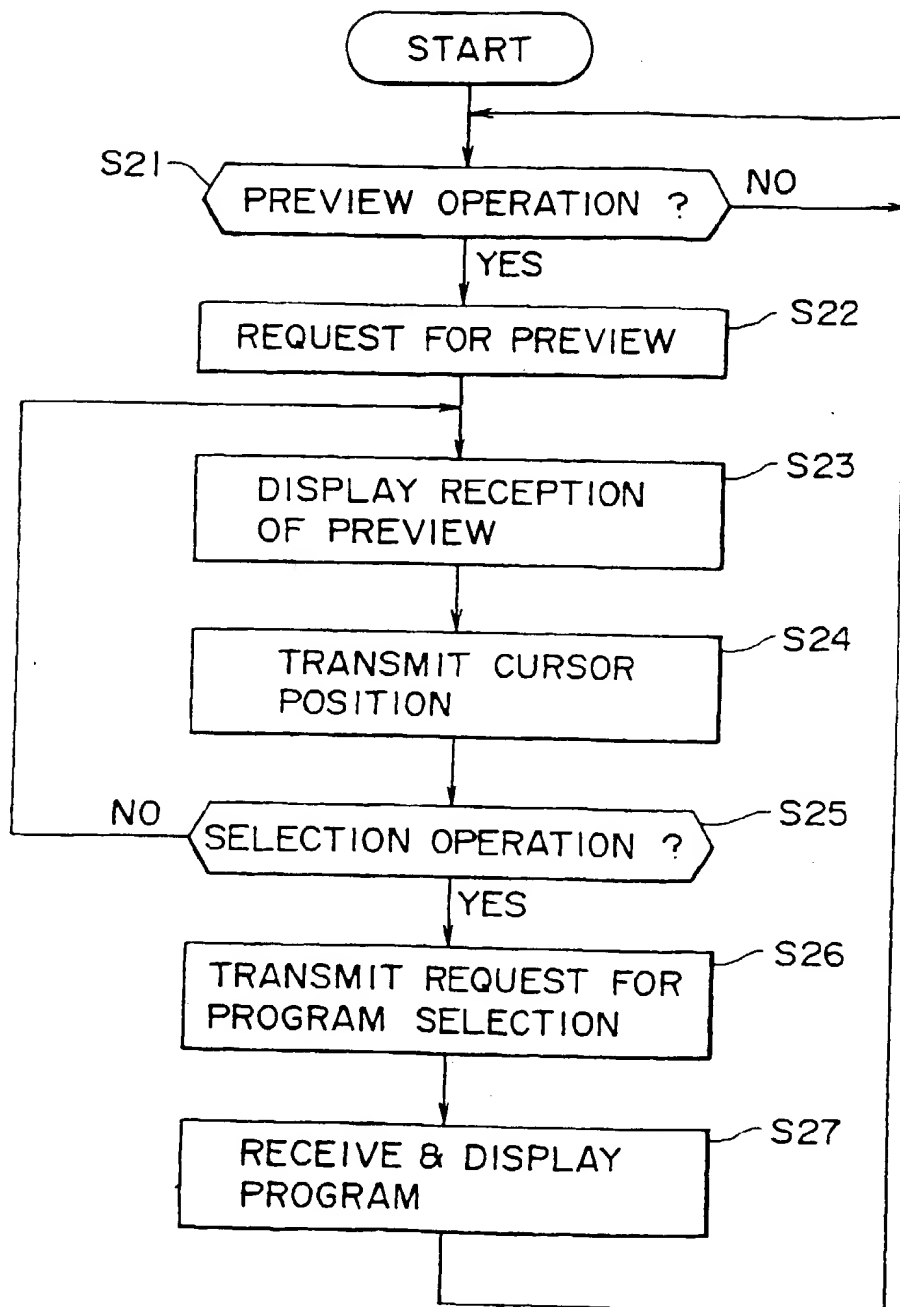 START
S21
PREVIEW OPERATION ?
NO
YES
S22
REQUEST FOR PREVIEW
S23
DISPLAY RECEPTION
OF PREVIEW
S24
TRANSMIT CURSOR
POSITION
NO
S25
SELECTION OPERATION ?
YES
S26
TRANSMIT REQUEST FOR
PROGRAM SELECTION
S27
RECEIVE & DISPLAY
PROGRAM